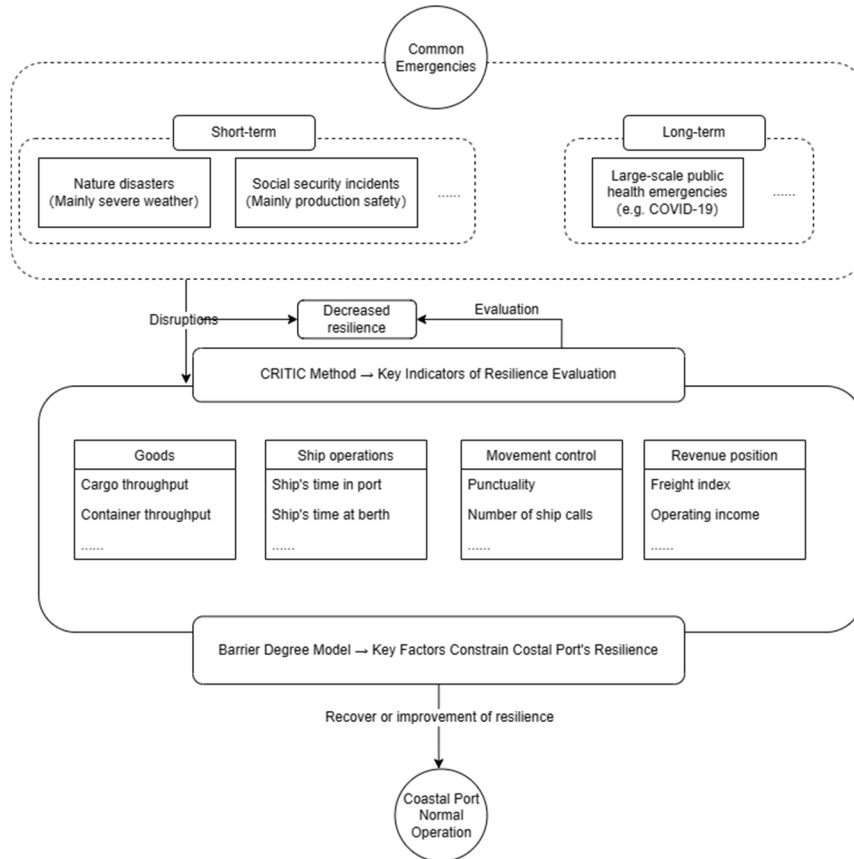 Common
Emergencies
Short-term
Long-term
Nature disasters
(Mainly severe weather)
Social security incidents
(Mainly production safety)
......
Large-scale public
health emergencies
(e.g. COVID-19)
......
Disruptions
Decreased
resilience
Evaluation
CRITIC Method → Key Indicators of Resilience Evaluation
Goods
Cargo throughput
Container throughput
......
Ship operations
Ship's time in port
Ship's time at berth
......
Movement control
Punctuality
Number of ship calls
......
Revenue position
Freight index
Operating income
......
Barrier Degree Model → Key Factors Constrain Costal Port's Resilience
Recover or improvement of resilience
Coastal Port
Normal
Operation